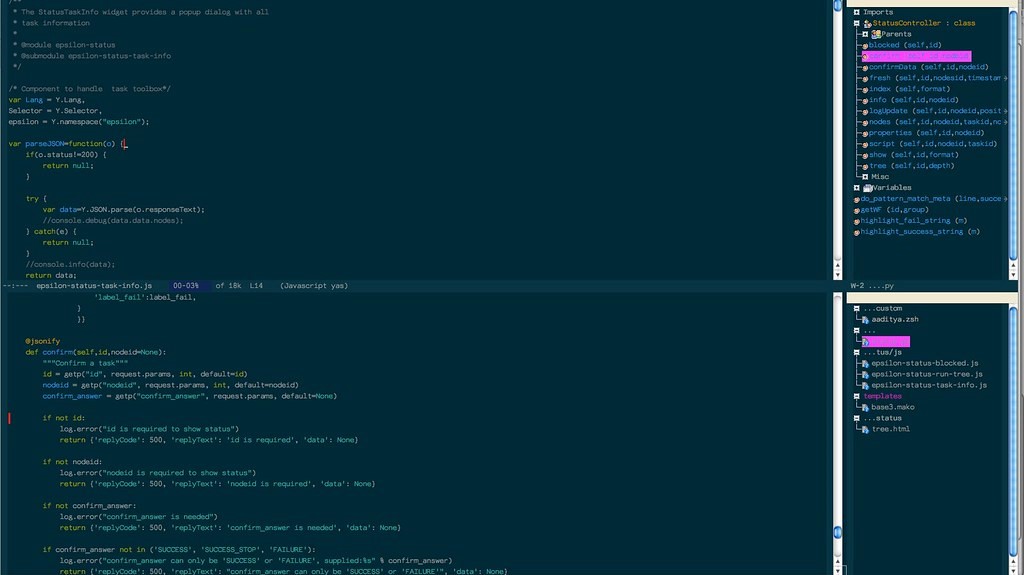 /**
* The StatusTaskInfo widget provides a popup dialog with all
* task information
*
* @module epsilon-status
* @submodule epsilon-status-task-info
*/
/* Component to handle  task toolbox*/
var Lang = Y.Lang,
Selector = Y.Selector,
epsilon = Y.namespace("epsilon");
var parseJSON=function(o) {
if(o.status!=200) {
return null;
}
try {
var data=Y.JSON.parse(o.responseText);
//console.debug(data.data.nodes);
} catch(e) {
return null;
}
//console.info(data);
return data;
--:---  epsilon-status-task-info.js   00-03%   of 18k  L14   (Javascript yas)
'label_fail':label_fail,
}
}}
@jsonify
def confirm(self,id,nodeid=None):
"""Confirm a task"""
id = getp("id", request.params, int, default=id)
nodeid = getp("nodeid", request.params, int, default=nodeid)
confirm_answer = getp("confirm_answer", request.params, default=None)
if not id:
log.error("id is required to show status")
return {'replyCode': 500, 'replyText': 'id is required', 'data': None}
if not nodeid:
log.error("nodeid is required to show status")
return {'replyCode': 500, 'replyText': 'nodeid is required', 'data': None}
if not confirm_answer:
log.error("confirm_answer is needed")
return {'replyCode': 500, 'replyText': 'confirm_answer is needed', 'data': None}
if confirm_answer not in ('SUCCESS', 'SUCCESS_STOP', 'FAILURE'):
log.error("confirm_answer can only be 'SUCCESS' or 'FAILURE', supplied:%s" % confirm_answer)
return {'replyCode': 500, 'replyText': "confirm_answer can only be 'SUCCESS' or 'FAILURE'", 'data': None}
Imports
StatusController : class
Parents
blocked (self,id)
confirmData (self,id,nodeid)
fresh (self,id,nodesid,timestam
index (self,format)
info (self,id,nodeid)
logUpdate (self,id,nodeid,posit
nodes (self,id,nodeid,taskid,nc
properties (self,id,nodeid)
script (self,id,nodeid,taskid)
show (self,id,format)
tree (self,id,depth)
Misc
Variables
do_pattern_match_meta (line,succe
getWF (id,group)
highlight_fail_string (m)
highlight_success_string (m)
W-2 ....py
...custom
aaditya.zsh
...
...tus/js
epsilon-status-blocked.js
epsilon-status-run-tree.js
epsilon-status-task-info.js
templates
base3.mako
...status
tree.html